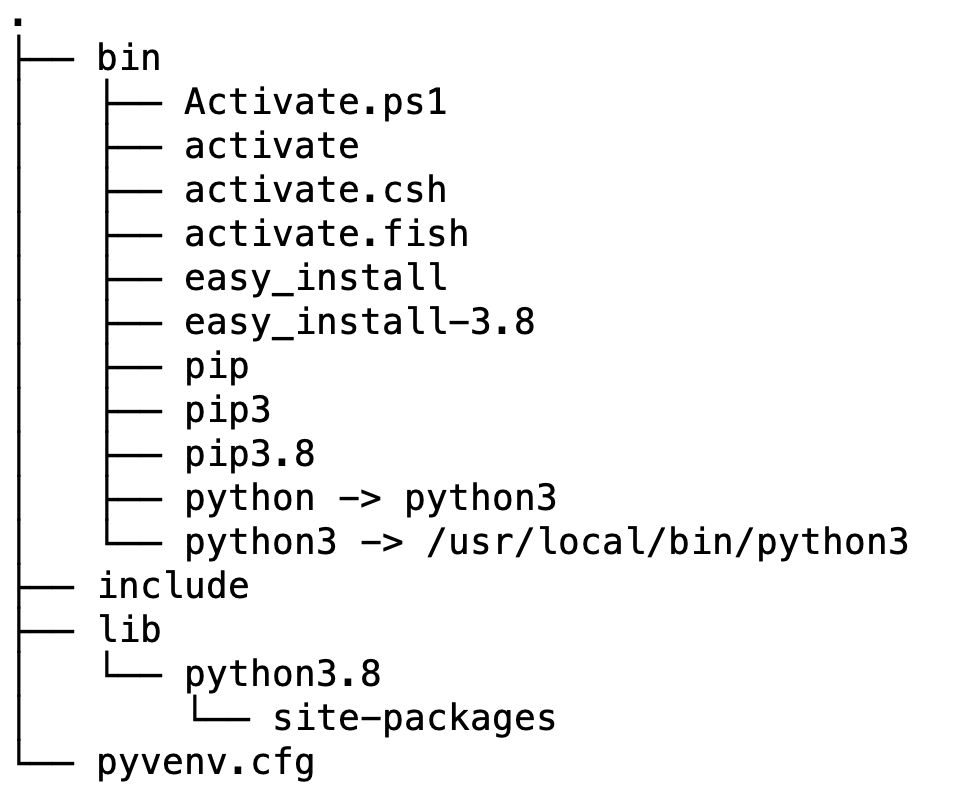 .
├── bin
│   ├── Activate.ps1
│   ├── activate
│   ├── activate.csh
│   ├── activate.fish
│   ├── easy_install
│   ├── easy_install-3.8
│   ├── pip
│   ├── pip3
│   ├── pip3.8
│   ├── python -> python3
│   └── python3 -> /usr/local/bin/python3
├── include
├── lib
│   └── python3.8
│       └── site-packages
└── pyvenv.cfg